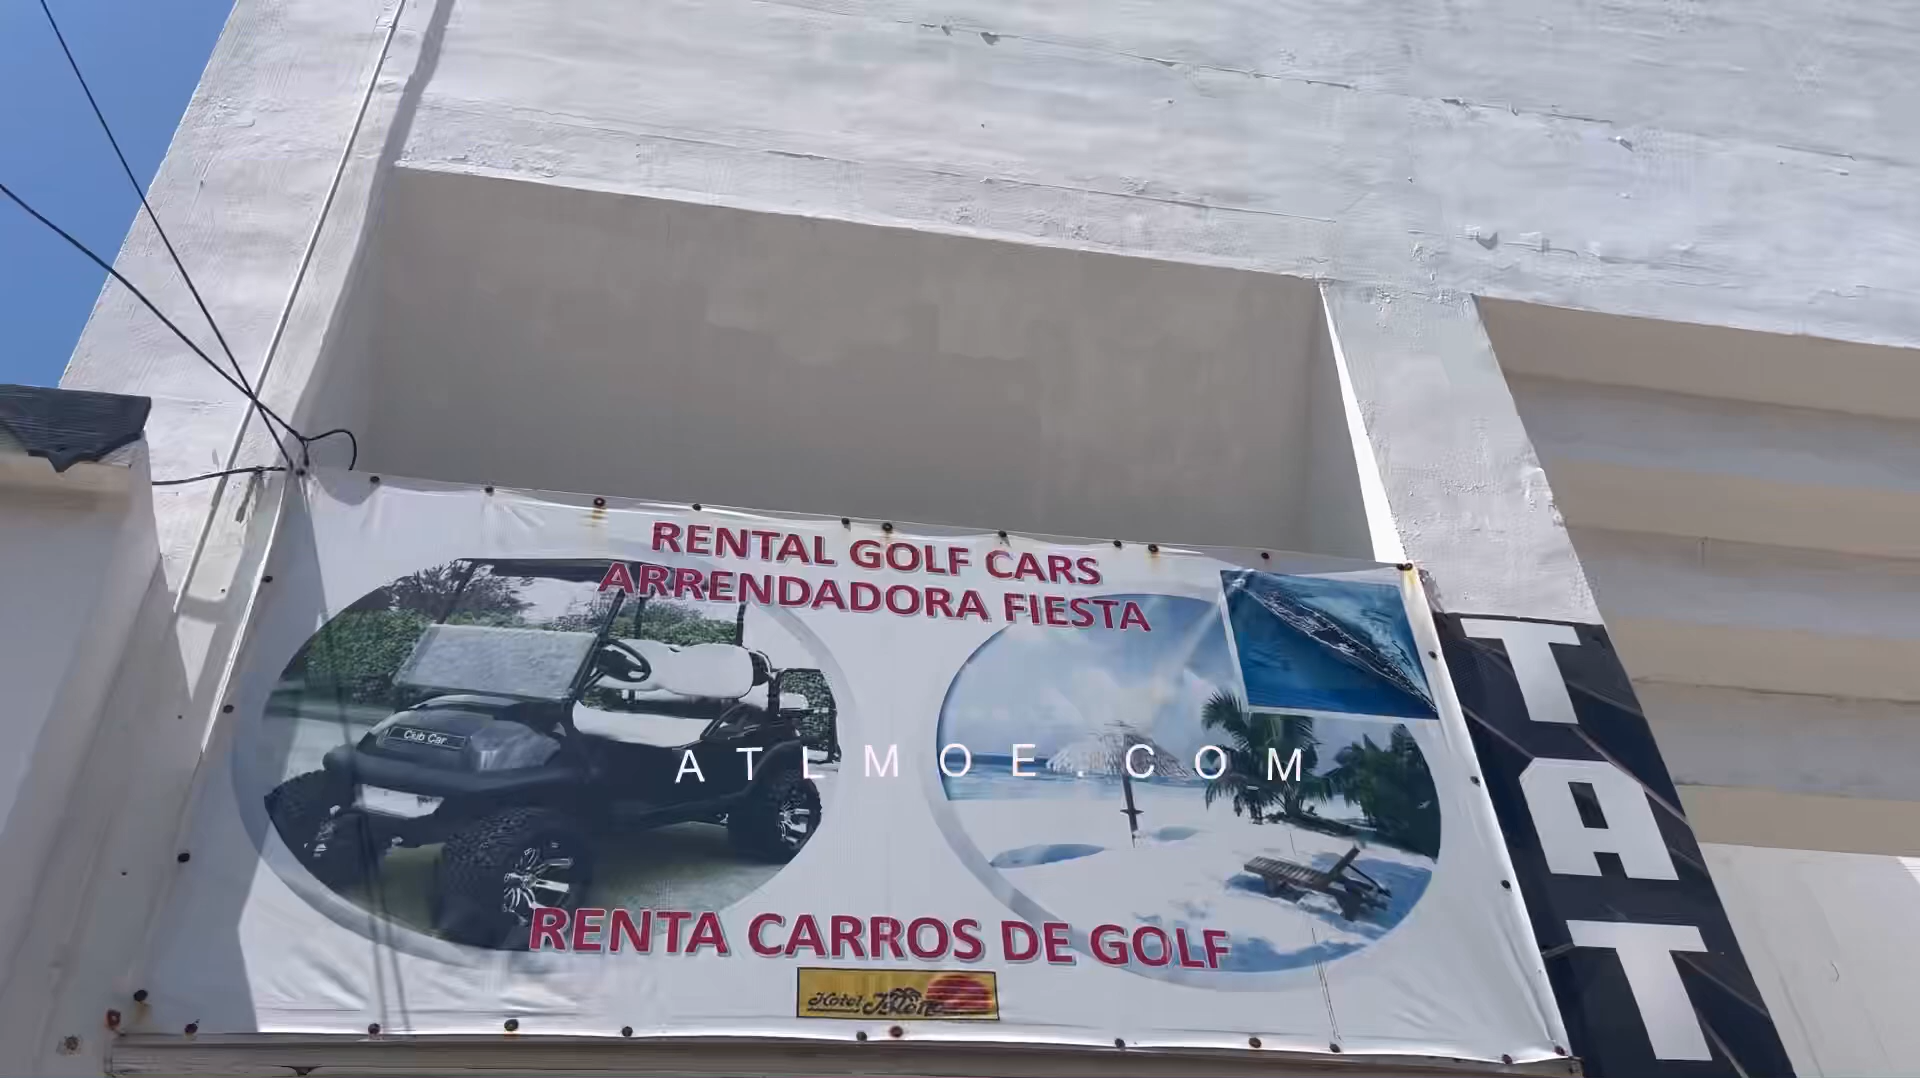 RENTAL GOLF CARS
ARRENDADORA FIESTA
Club Car
ATLMOE.COM
RENTA CARROS DE GOLF
Hotel
TAT